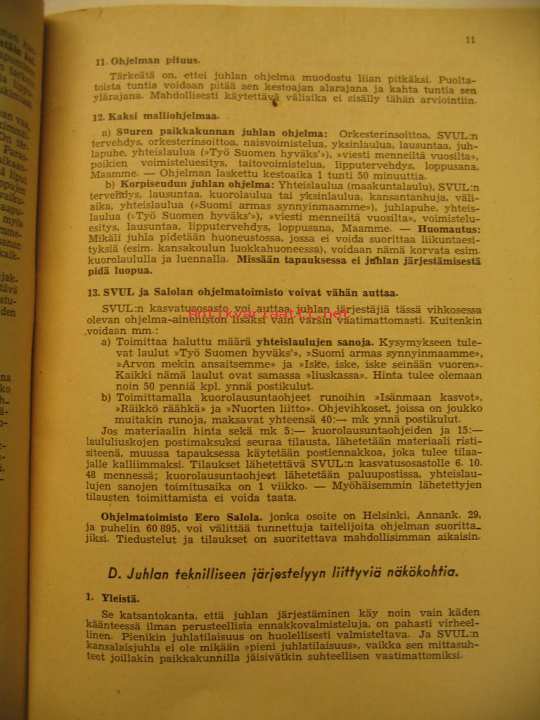 11
11. Ohjelman pituus.
Tärkeätä on, ettei juhlan ohjelma muodostu liian pitkäksi. Puolta-
toista tuntia voidaan pitää sen kestoajan alarajana ja kahta tuntia sen
ylärajana. Mahdollisesti käytettävä väliaika ei sisälly tähän arviointiin.
12. Kaksi malliohjelmaa.
a) Suuren paikkakunnan juhlan ohjelma: Orkesterinsoittoa, SVUL:n
tervehdys, orkesterinsoittoa, naisvoimistelua, yksinlaulua, lausuntaa, juh-
lapuhe, yhteislaulua (»Työ Suomen hyväks'»), »viesti menneiltä vuosilta»,
poikien voimisteluesitys, taitovoimistelua, lipputervehdys, loppusana,
Maamme. — Ohjelman laskettu kestoaika 1 tunti 50 minuuttia.
b) Korpiseudun juhlan ohjelma: Yhteislaulua (maakuntalaulu), SVUL:n
tervehdys, lausuntaa, kuorolaulua tai yksinlaulua, kansantanhuja, väli-
aika, yhteislaulua (»Suomi armas synnyinmaamme»), juhlapuhe, yhteis-
laulua (»Työ Suomen hyväks'»), »viesti menneiltä vuosilta», voimistelu-
esitys, lausuntaa, lipputervehdys, loppusana, Maamme. — Huomautus:
Mikäli juhla pidetään huoneustossa, jossa ei voida suorittaa liikuntaesi-
tyksiä (esim. kansakoulun luokkahuoneessa), voidaan nämä korvata esim.
kuorolaululla ja luennalla. Missään tapauksessa ei juhlan järjestämisestä
pidä luopua.
13. SVUL ja Salolan ohjelmatoimisto voivat vähän auttaa.
SVUL:n kasvatusosasto voi auttaa juhlan järjestäjiä tässä vihkosessa
olevan ohjelma-aineniston lisäksi vain varsin vaatimattomasti. Kuitenkin
voidaan mm.:
a) Toimittaa haluttu määrä yhteislaulujen sanoja. Kysymykseen tule-
vat laulut »Työ Suomen hyväks'», »Suomi armas synnyinmaamme»,
»Arvon mekin ansaitsemme» ja »Iske, iske, iske seinään vuoren».
Kaikki nämä laulut ovat samassa »liuskassa». Hinta tulee olemaan
noin 50 penniä kpl. ynnä postikulut.
b) Toimittamalla kuorolausuntaohjeet runoihin »Isänmaan kasvot»,
»Räikkö räähkä» ja »Nuorten liitto». Ohjevihkoset, joissa on joukko
muitakin runoja, maksavat yhteensä 40:— mk ynnä postikulut.
Jos materiaalin hinta sekä mk 5:— kuorolausuntaohjeiden ja 15:—
laululiuskojen postimaksuksi seuraa tilausta, lähetetään materiaali risti-
siteenä, muussa tapauksessa käytetään postiennakkoa, joka tulee tilaa-
jalle kalliimmaksi. Tilaukset lähetettävä SVUL:n kasvatusosastolle 6. 10.
48 mennessä; kuorolausuntaohjeet lähetetään paluupostissa, yhteislau-
lujen sanojen toimitusaika on 1 viikko. — Myöhäisemmin lähetettyjen
tilausten toimittamista ei voida taata.
Ohjelmatoimisto Eero Salola, jonka osoite on Helsinki, Annank. 29,
ja puhelin 60 895, voi välittää tunnettuja taiteilijoita ohjelman suoritta-
jiksi. Tiedustelut ja tilaukset on suoritettava mahdollisimman aikaisin.
D. Juhlan teknilliseen järjestelyyn liittyviä näkökohtia.
1. Yleistä.
Se katsantokanta, että juhlan järjestäminen käy noin vain käden
käänteessä ilman perusteellisia ennakkovalmisteluja, on pahasti virheel-
linen. Pienikin juhlatilaisuus on huolellisesti valmisteltava. Ja SVUL:n
kansalaisjuhla ei ole mikään »pieni juhlatilaisuus», vaikka sen mittasuh-
teet joillakin paikkakunnilla jäisivätkin suhteellisen vaatimattomiksi.